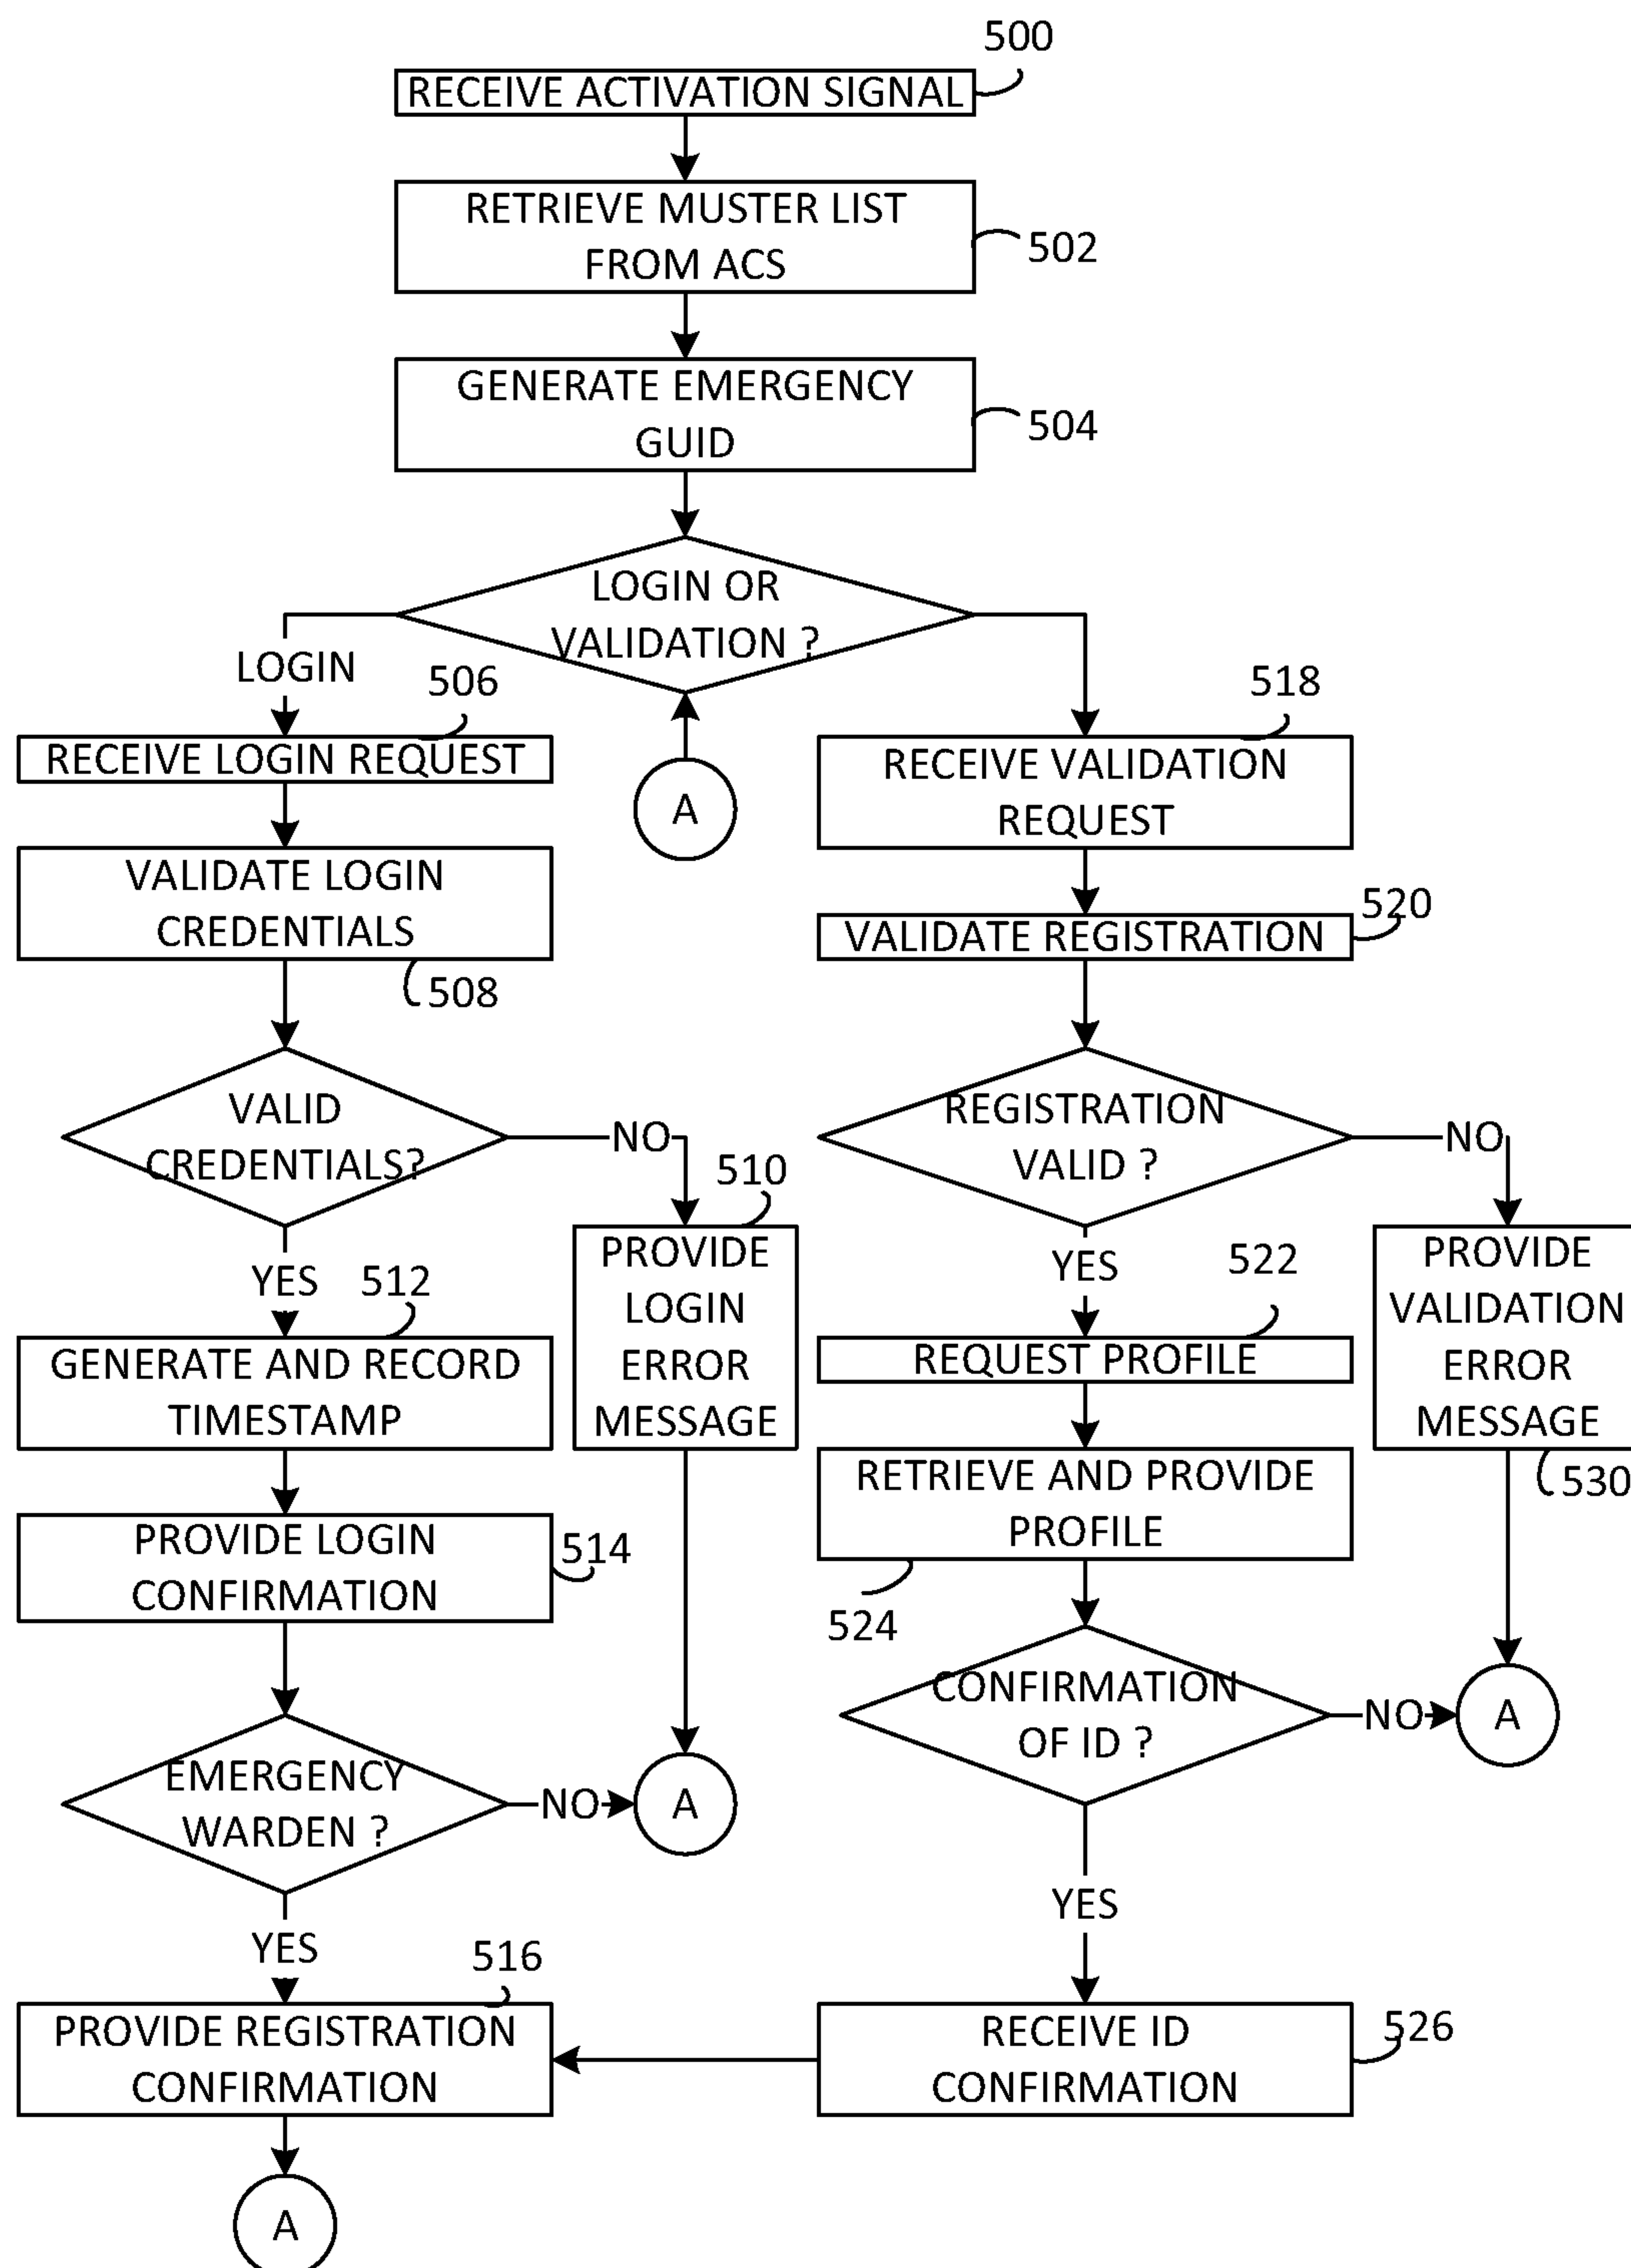 500
RECEIVE ACTIVATION SIGNAL
RETRIEVE MUSTER LIST
FROM ACS
502
GENERATE EMERGENCY
GUID
504
LOGIN OR
VALIDATION ?
LOGIN
506
RECEIVE LOGIN REQUEST
A
518
RECEIVE VALIDATION
REQUEST
VALIDATE LOGIN
CREDENTIALS
508
520
VALIDATE REGISTRATION
VALID
CREDENTIALS?
NO
510
PROVIDE
LOGIN
ERROR
MESSAGE
REGISTRATION
VALID ?
NO
PROVIDE
VALIDATION
ERROR
MESSAGE
530
YES
512
GENERATE AND RECORD
TIMESTAMP
YES
522
REQUEST PROFILE
RETRIEVE AND PROVIDE
PROFILE
524
PROVIDE LOGIN
CONFIRMATION
514
CONFIRMATION
OF ID ?
NO
A
EMERGENCY
WARDEN ?
NO
A
YES
YES
516
PROVIDE REGISTRATION
CONFIRMATION
RECEIVE ID
CONFIRMATION
526
A